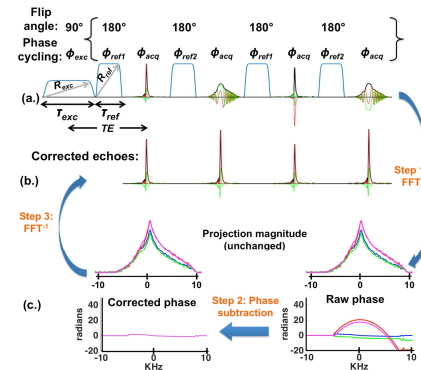 Flip angle: 90° 180° 180° 180° 180°
Phase cycling: ϕexc ϕref1 ϕacq ϕref2 ϕacq ϕref1 ϕacq ϕref2 ϕacq
Rexc Rref
(a.)
τexc τref
TE
Corrected echoes:
Step 1: FFT
(b.)
Step 3: FFT-1
Projection magnitude (unchanged)
-10 0 10 -10 0 10
(c.)
Corrected phase
Step 2: Phase subtraction
Raw phase
radians 40 20 0 -20
radians 40 20 0 -20
-10 0 10 -10 0 10
KHz KHz